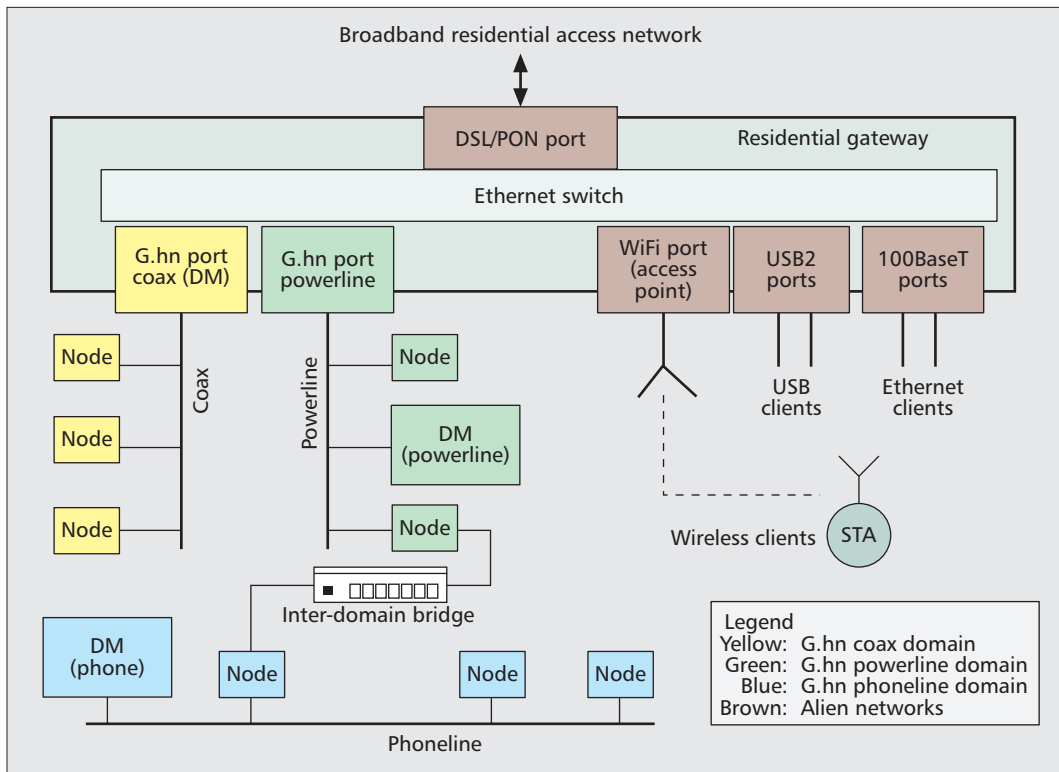 Broadband residential access network
DSL/PON port
Residential gateway
Ethernet switch
G.hn port
coax (DM)
G.hn port
powerline
WiFi port
(access
point)
USB2
ports
100BaseT
ports
Node
Node
Node
Coax
Powerline
Node
DM
(powerline)
Node
USB
clients
Ethernet
clients
Wireless clients
STA
Inter-domain bridge
DM
(phone)
Node
Node
Node
Phoneline
Legend
Yellow: G.hn coax domain
Green: G.hn powerline domain
Blue: G.hn phoneline domain
Brown: Alien networks